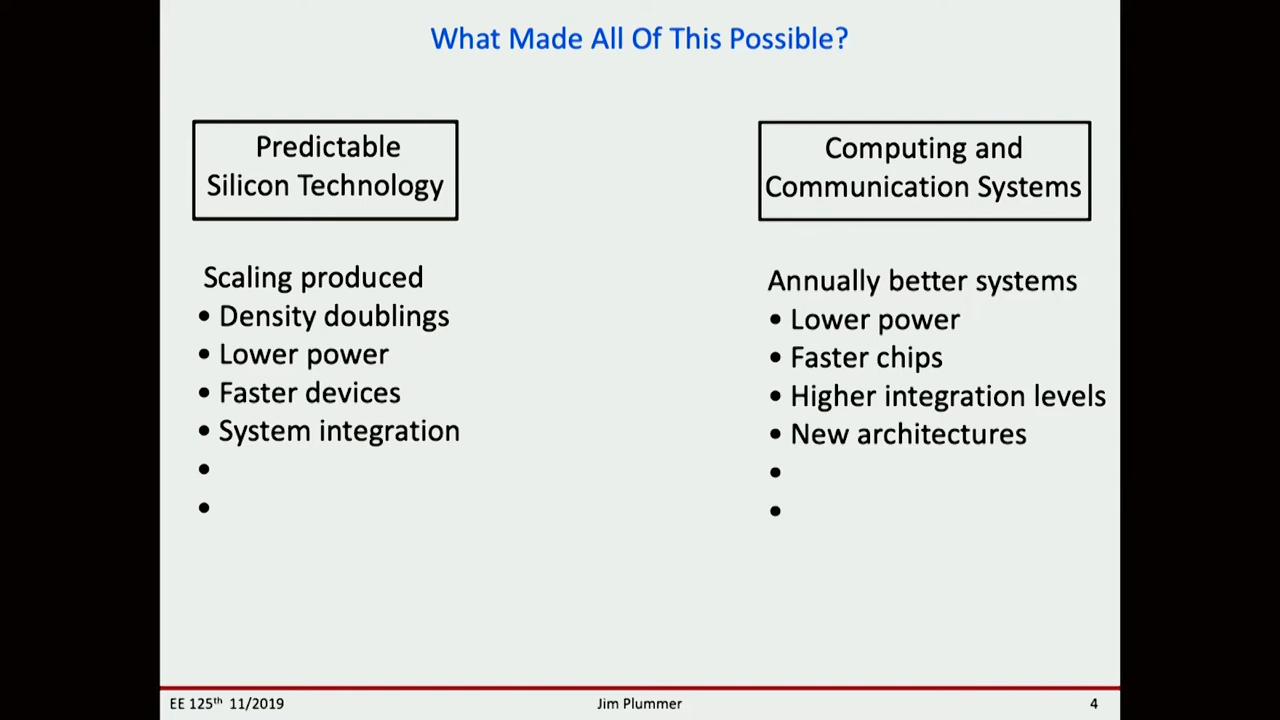 What Made All Of This Possible?
Predictable
Silicon Technology
Scaling produced
• Density doublings
• Lower power
• Faster devices
• System integration
•
•
Computing and
Communication Systems
Annually better systems
• Lower power
• Faster chips
• Higher integration levels
• New architectures
•
•
EE 125th 11/2019
Jim Plummer
4